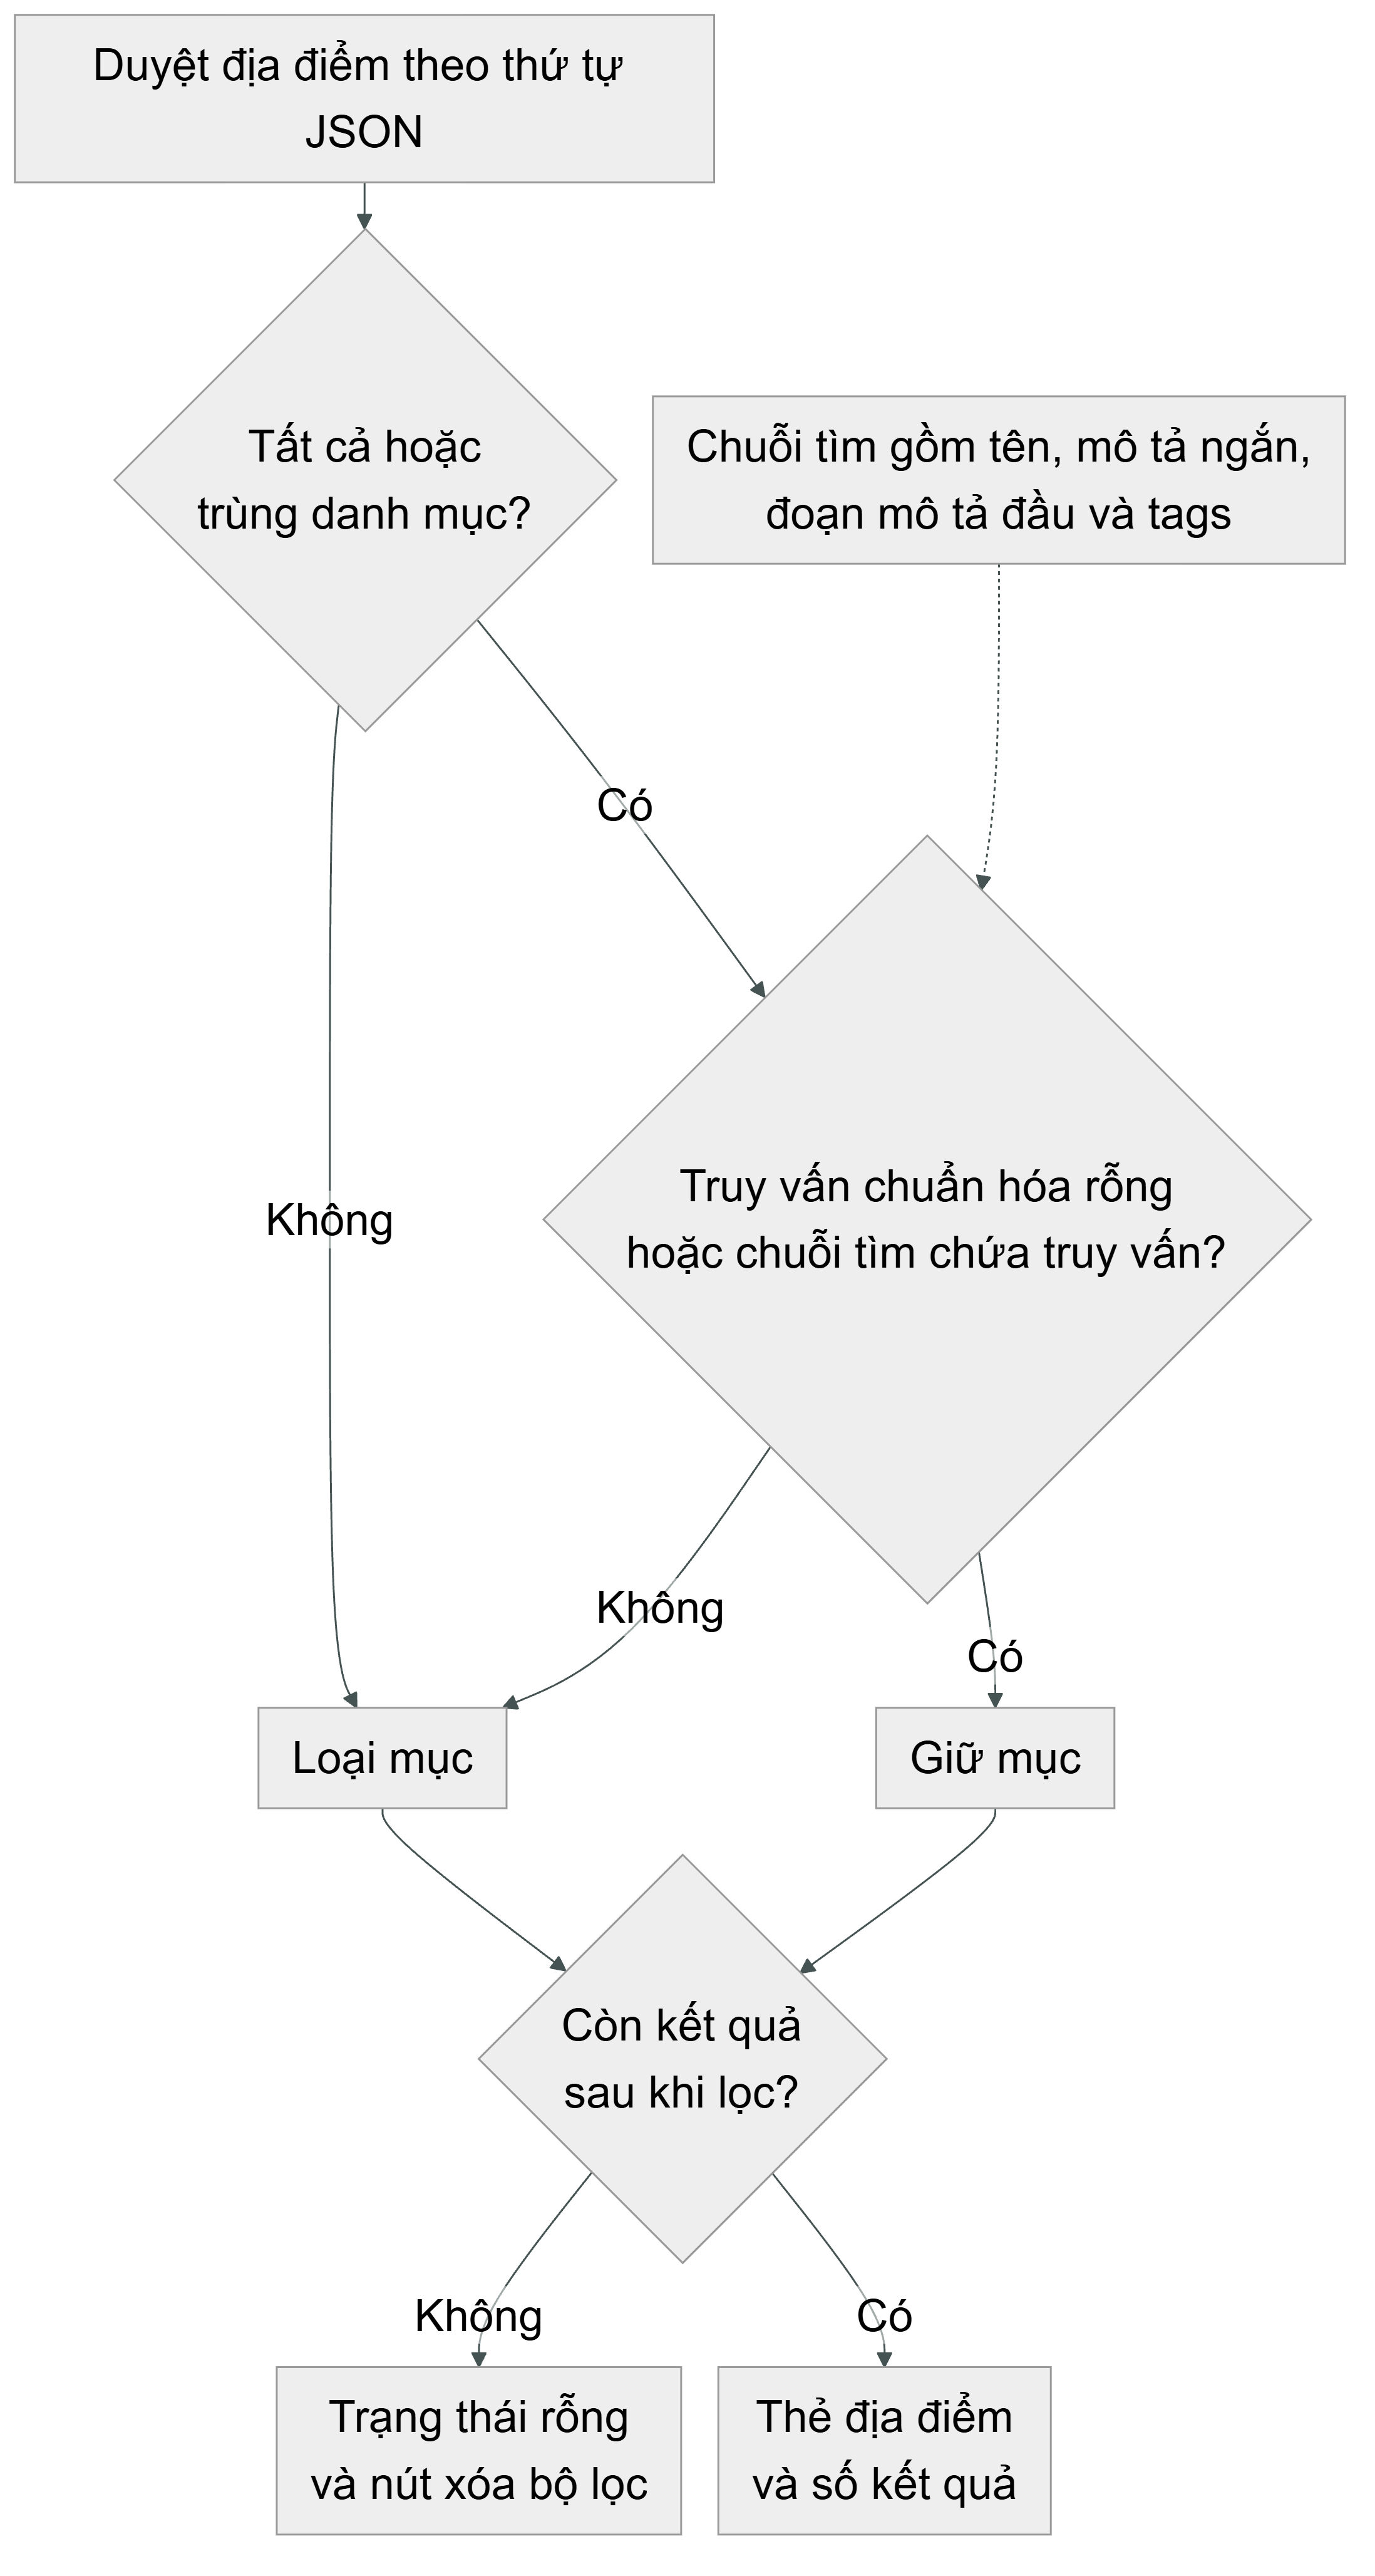 Duyệt địa điểm theo thứ tự
JSON
Tất cả hoặc
trùng danh mục?
Chuỗi tìm gồm tên, mô tả ngắn,
đoạn mô tả đầu và tags
Có
Truy vấn chuẩn hóa rỗng
hoặc chuỗi tìm chứa truy vấn?
Không
Không
Có
Loại mục
Giữ mục
Còn kết quả
sau khi lọc?
Không
Có
Trạng thái rỗng
và nút xóa bộ lọc
Thẻ địa điểm
và số kết quả